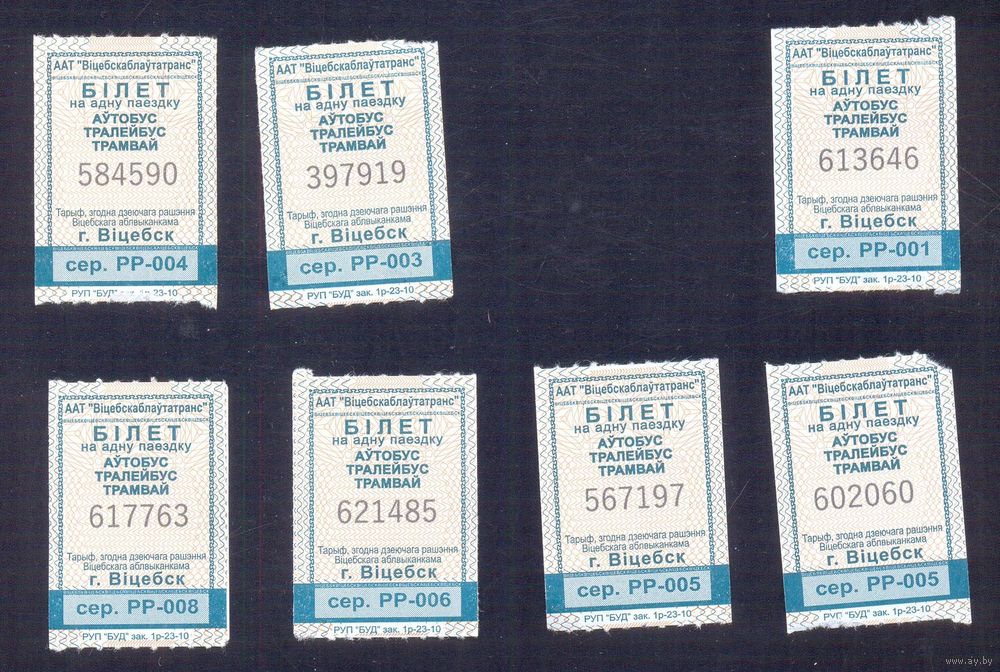 ААТ "Віцебскаблаўтатранс"
БІЛЕТ
на адну паездку
АЎТОБУС
ТРАЛЕЙБУС
ТРАМВАЙ
584590
Тарыф, згодна дзеючага рашэння
Віцебскага аблвыканкама
г. Віцебск
сер. РР-004
РУП "БУД" зак. 1р-23-10
ААТ "Віцебскаблаўтатранс"
БІЛЕТ
на адну паездку
АЎТОБУС
ТРАЛЕЙБУС
ТРАМВАЙ
397919
Тарыф, згодна дзеючага рашэння
Віцебскага аблвыканкама
г. Віцебск
сер. РР-003
РУП "БУД" зак. 1р-23-10
ААТ "Віцебскаблаўтатранс"
БІЛЕТ
на адну паездку
АЎТОБУС
ТРАЛЕЙБУС
ТРАМВАЙ
613646
Тарыф, згодна дзеючага рашэння
Віцебскага аблвыканкама
г. Віцебск
сер. РР-001
РУП "БУД" зак. 1р-23-10
ААТ "Віцебскаблаўтатранс"
БІЛЕТ
на адну паездку
АЎТОБУС
ТРАЛЕЙБУС
ТРАМВАЙ
617763
Тарыф, згодна дзеючага рашэння
Віцебскага аблвыканкама
г. Віцебск
сер. РР-008
РУП "БУД" зак. 1р-23-10
ААТ "Віцебскаблаўтатранс"
БІЛЕТ
на адну паездку
АЎТОБУС
ТРАЛЕЙБУС
ТРАМВАЙ
621485
Тарыф, згодна дзеючага рашэння
Віцебскага аблвыканкама
г. Віцебск
сер. РР-006
РУП "БУД" зак. 1р-23-10
ААТ "Віцебскаблаўтатранс"
БІЛЕТ
на адну паездку
АЎТОБУС
ТРАЛЕЙБУС
ТРАМВАЙ
567197
Тарыф, згодна дзеючага рашэння
Віцебскага аблвыканкама
г. Віцебск
сер. РР-005
РУП "БУД" зак. 1р-23-10
ААТ "Віцебскаблаўтатранс"
БІЛЕТ
на адну паездку
АЎТОБУС
ТРАЛЕЙБУС
ТРАМВАЙ
602060
Тарыф, згодна дзеючага рашэння
Віцебскага аблвыканкама
г. Віцебск
сер. РР-005
РУП "БУД" зак. 1р-23-10
www.ay.by